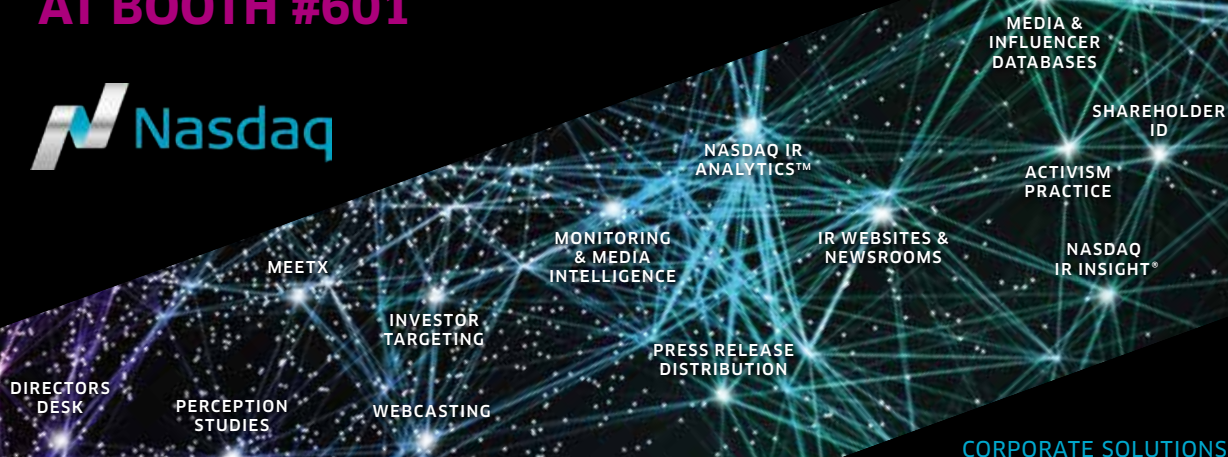 AT BOOTH #601
Nasdaq
MEDIA &
INFLUENCER
DATABASES
SHAREHOLDER
ID
NASDAQ IR
ANALYTICS™
ACTIVISM
PRACTICE
MONITORING
& MEDIA
INTELLIGENCE
IR WEBSITES &
NEWSROOMS
NASDAQ
IR INSIGHT®
MEETX
INVESTOR
TARGETING
PRESS RELEASE
DISTRIBUTION
DIRECTORS
DESK
PERCEPTION
STUDIES
WEBCASTING
CORPORATE SOLUTIONS